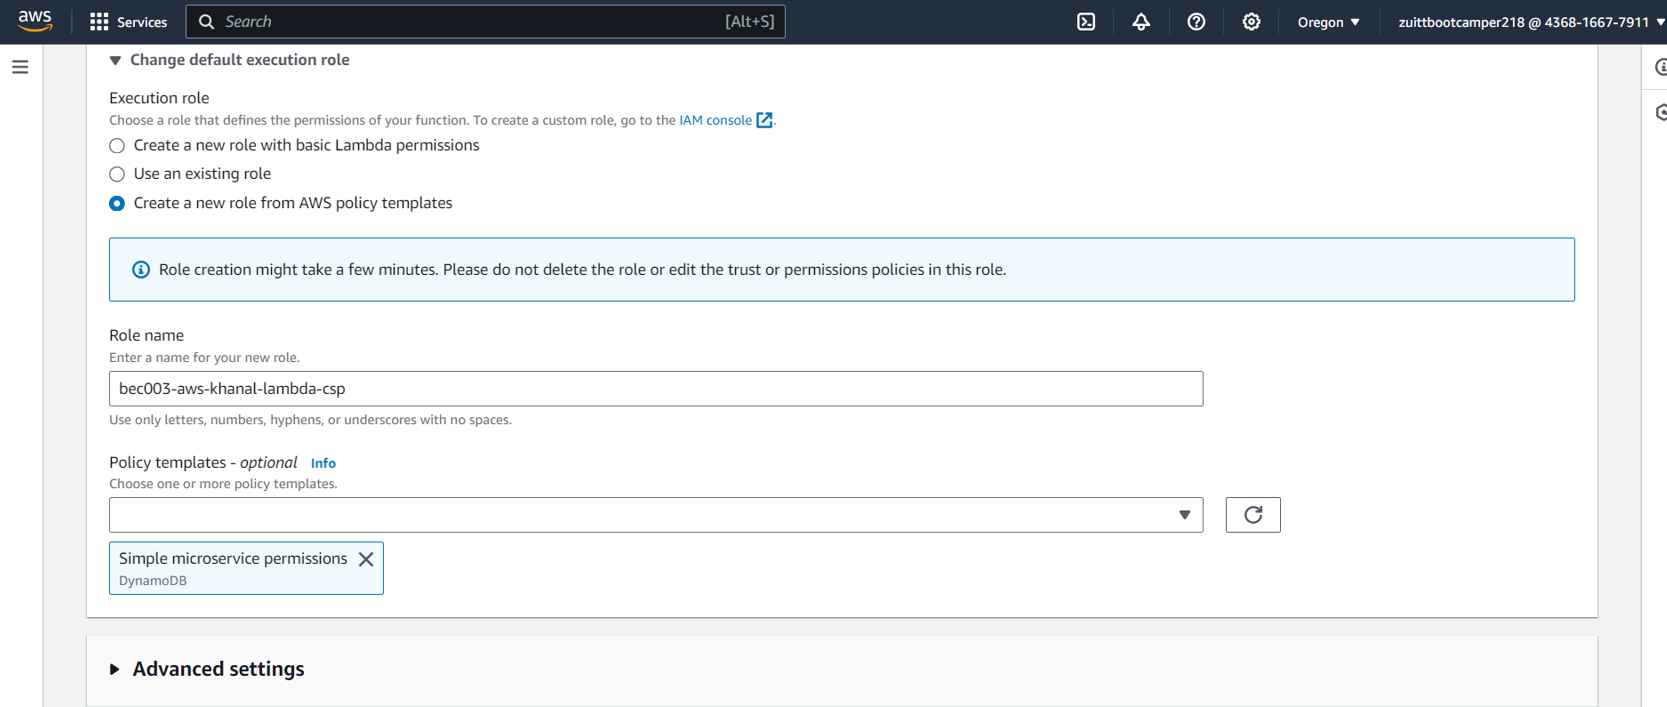 aws
Services
Search
[Alt+S]
Oregon
zuittbootcamper218 @ 4368-1667-7911
Change default execution role
Execution role
Choose a role that defines the permissions of your function. To create a custom role, go to the IAM console.
Create a new role with basic Lambda permissions
Use an existing role
Create a new role from AWS policy templates
Role creation might take a few minutes. Please do not delete the role or edit the trust or permissions policies in this role.
Role name
Enter a name for your new role.
bec003-aws-khanal-lambda-csp
Use only letters, numbers, hyphens, or underscores with no spaces.
Policy templates - optional Info
Choose one or more policy templates.
Simple microservice permissions
DynamoDB
Advanced settings